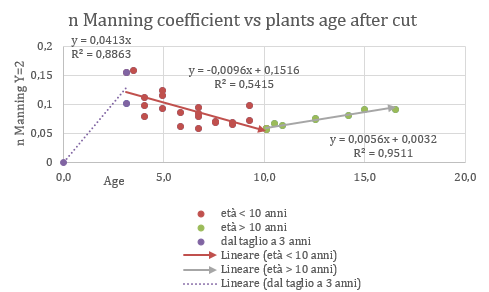 n Manning coefficient vs plants age after cut
y = 0,0413x
R² = 0,8863
y = -0,0096x + 0,1516
R² = 0,5415
y = 0,0056x + 0,0032
R² = 0,9511
n Manning Y=2
0,2
0,15
0,1
0,05
0
0,0
5,0
10,0
15,0
20,0
Age
età < 10 anni
età > 10 anni
dal taglio a 3 anni
Lineare (età < 10 anni)
Lineare (età > 10 anni)
Lineare (dal taglio a 3 anni)